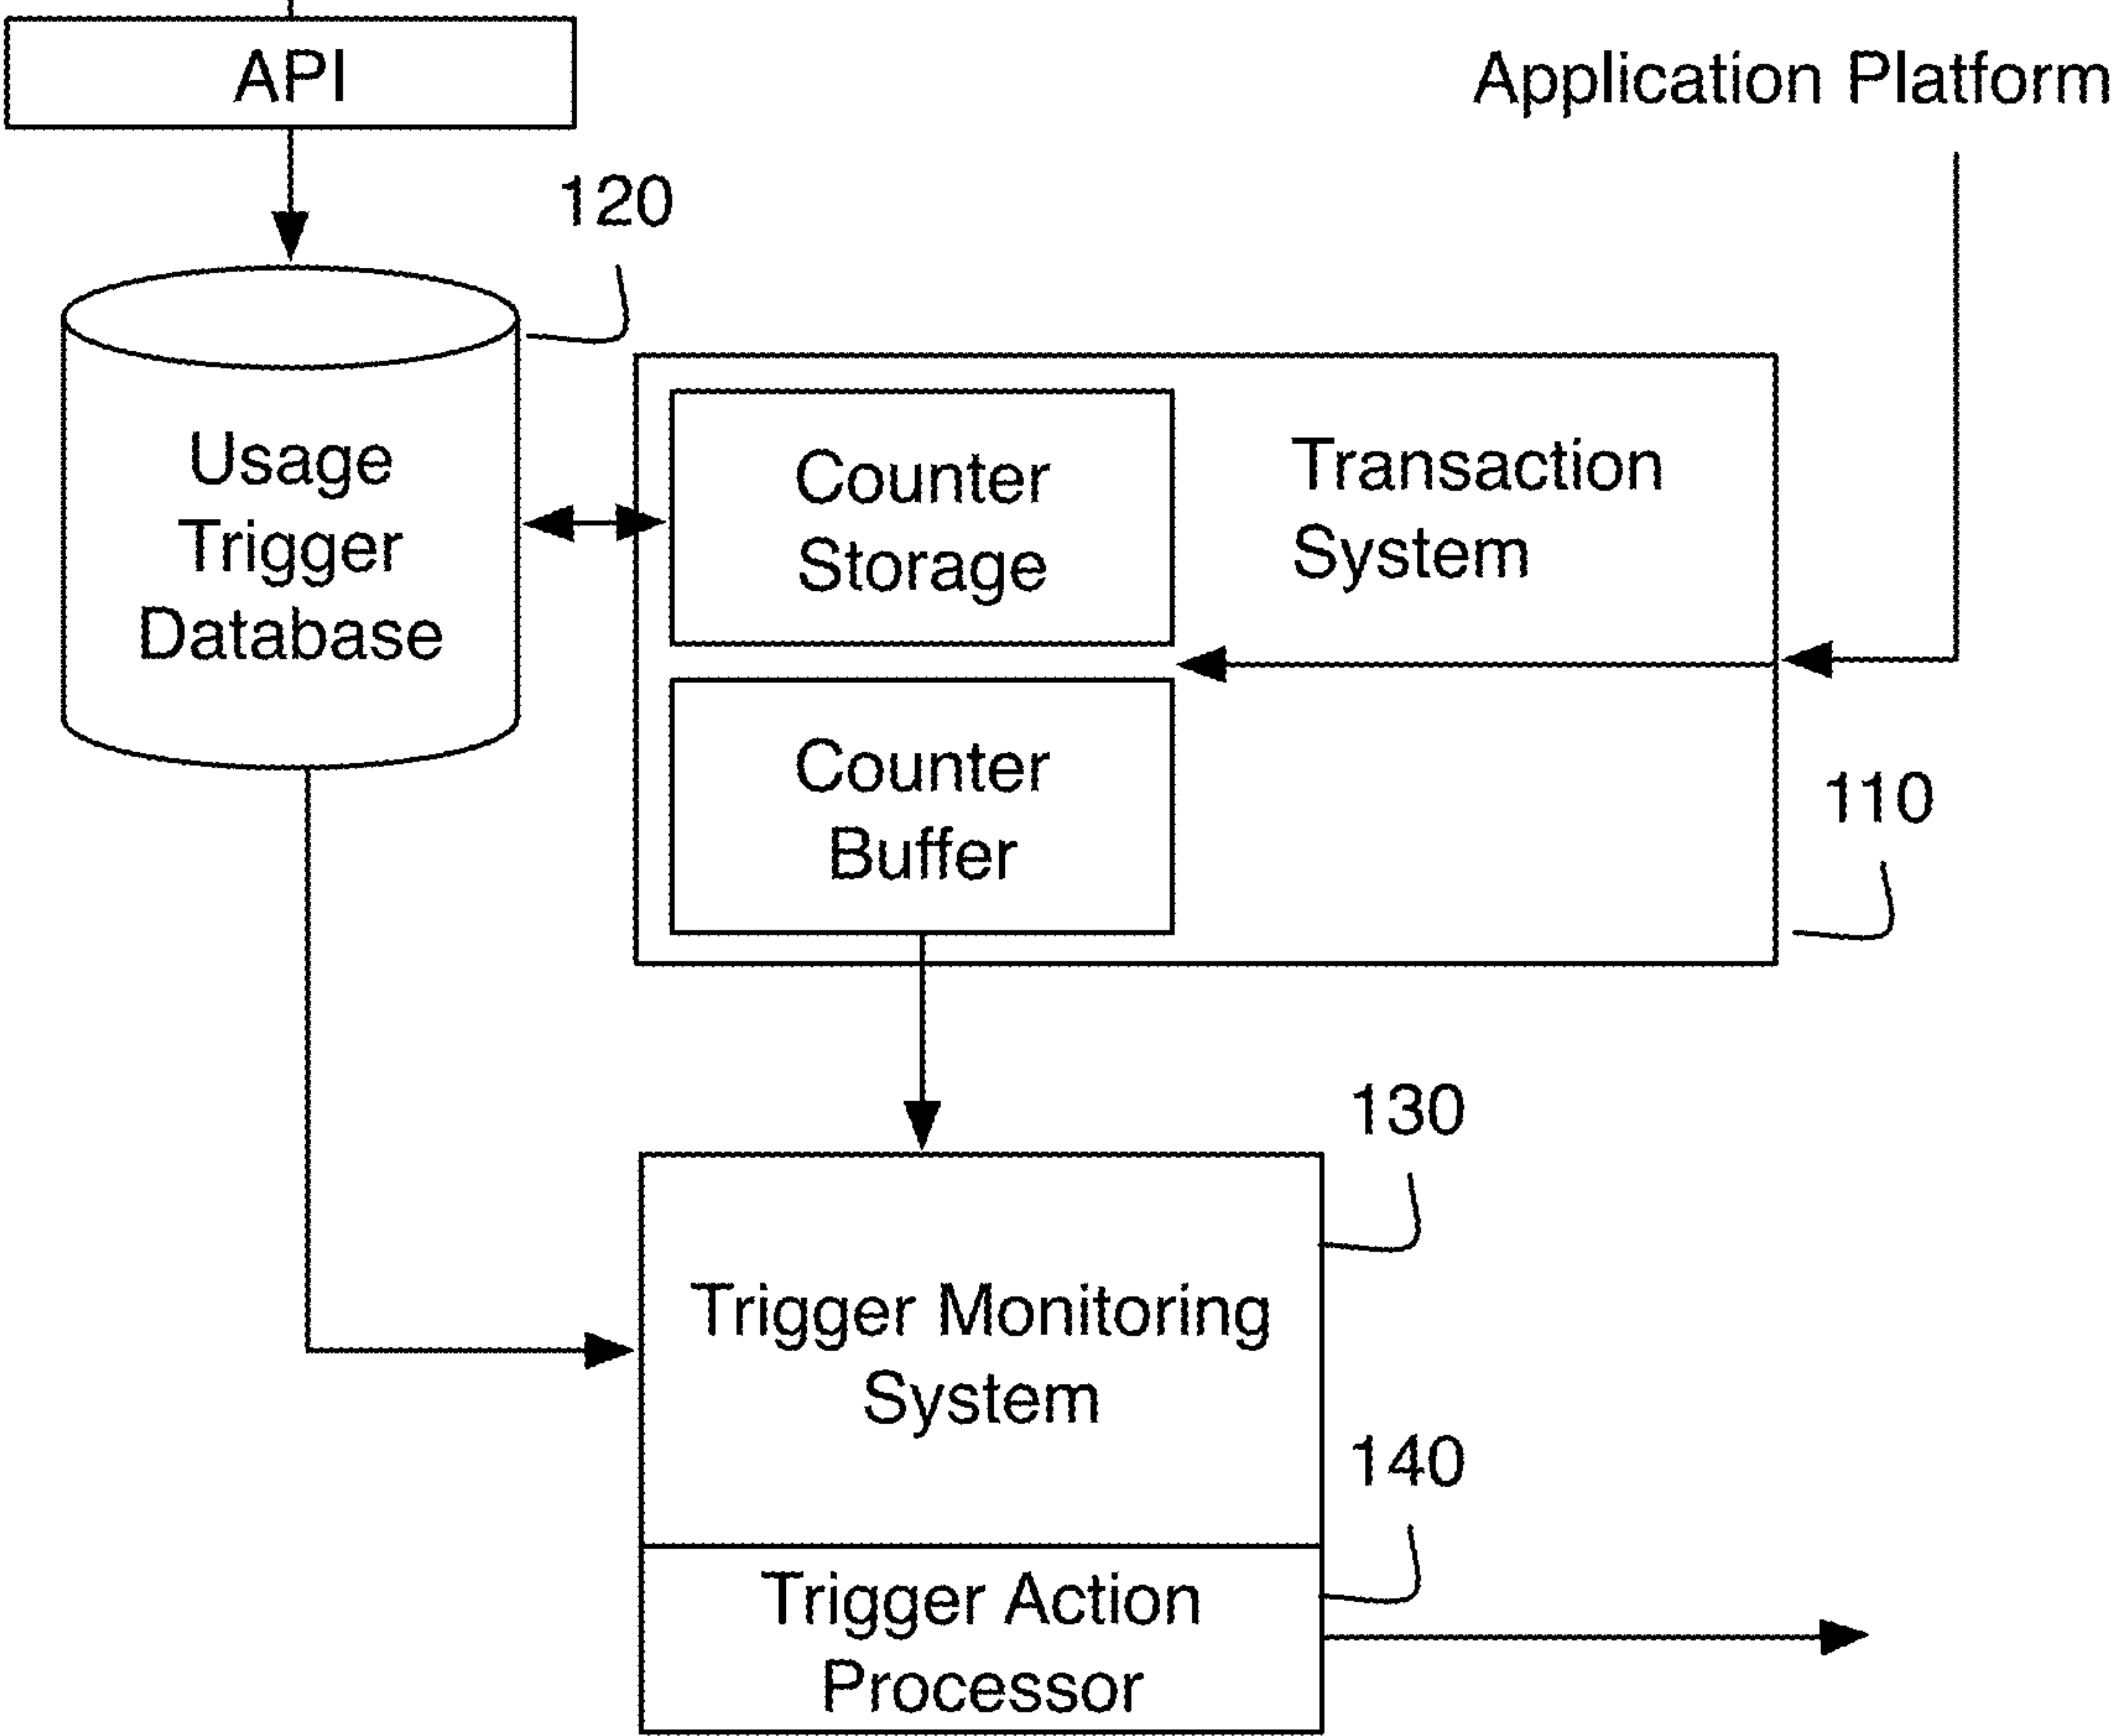 API
Application Platform
120
Usage
Trigger
Database
Counter
Storage
Transaction
System
Counter
Buffer
110
130
Trigger Monitoring
System
140
Trigger Action
Processor